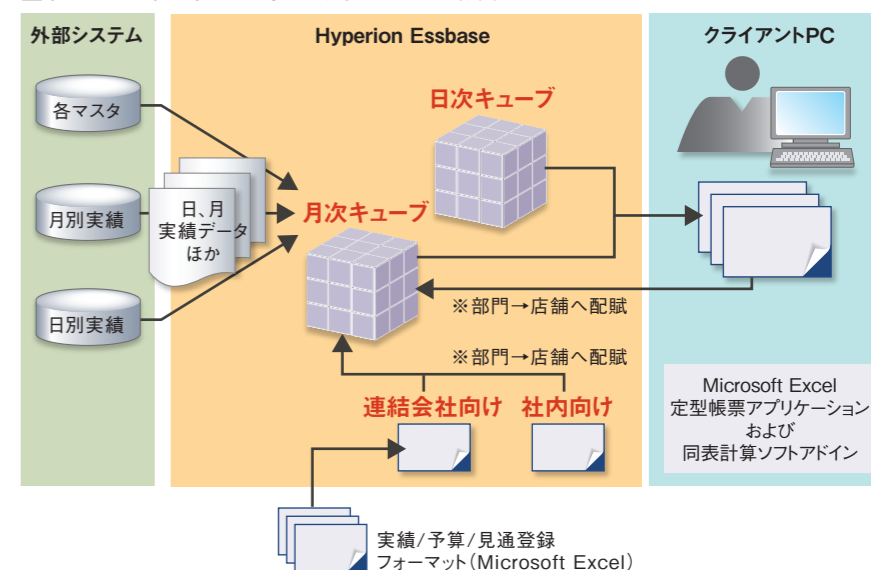 外部システム
Hyperion Essbase
クライアントPC
各マスタ
月別実績
日別実績
日、月
実績データ
ほか
日次キューブ
月次キューブ
※部門→店舗へ配賦
※部門→店舗へ配賦
連結会社向け
社内向け
Microsoft Excel
定型帳票アプリケーション
および
同表計算ソフトアドイン
実績/予算/見通登録
フォーマット(Microsoft Excel)